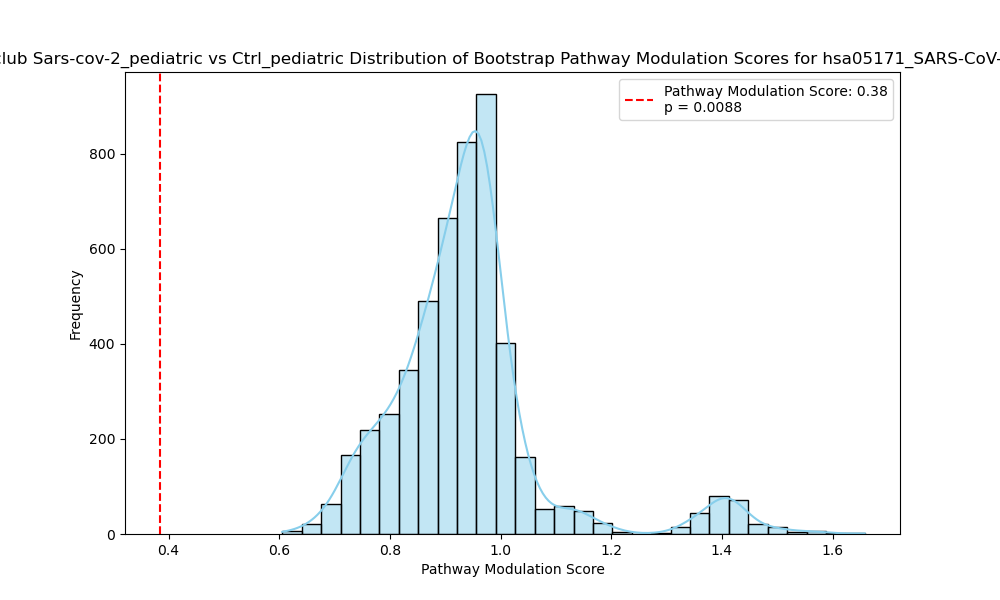 Sars-cov-2_pediatric vs Ctrl_pediatric Distribution of Bootstrap Pathway Modulation Scores for hsa05171_SARS-CoV-
Pathway Modulation Score: 0.38
p = 0.0088
Frequency
800
600
400
200
0
0.4 0.6 0.8 1.0 1.2 1.4 1.6
Pathway Modulation Score